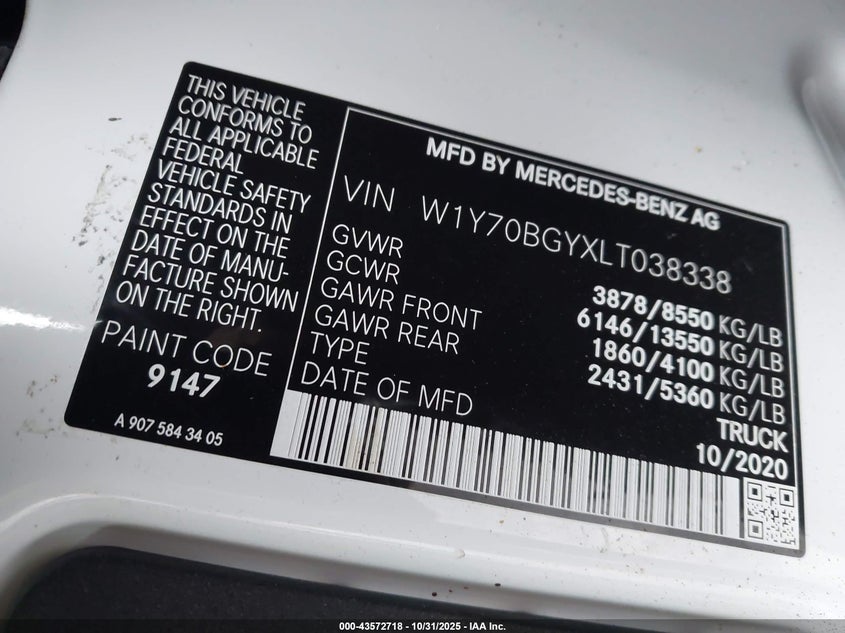 THIS VEHICLE
CONFORMS TO
ALL APPLICABLE
FEDERAL
VEHICLE SAFETY
STANDARDS IN
EFFECT ON THE
DATE OF MANU-
FACTURE SHOWN
ON THE RIGHT.
PAINT CODE
9147
A 907 584 34 05
MFD BY MERCEDES-BENZ AG
VIN W1Y70BGYXLT038338
GVWR 3878/8550 KG/LB
GCWR 6146/13550 KG/LB
GAWR FRONT 1860/4100 KG/LB
GAWR REAR 2431/5360 KG/LB
TYPE TRUCK
DATE OF MFD 10/2020
000-43572718 - 10/31/2025 - IAA Inc.